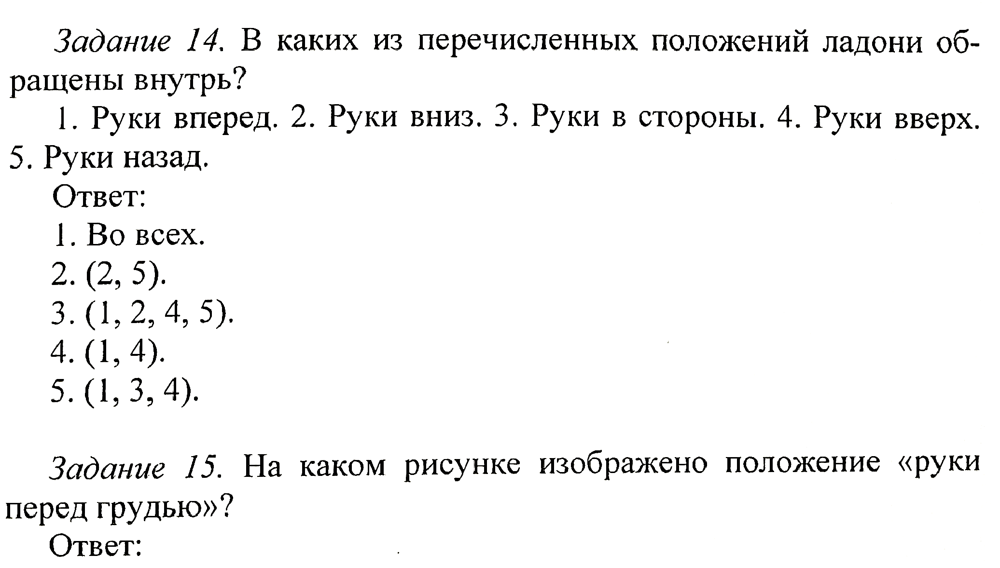 Задание 14. В каких из перечисленных положений ладони об-
ращены внутрь?
1. Руки вперед. 2. Руки вниз. 3. Руки в стороны. 4. Руки вверх.
5. Руки назад.
Ответ:
1. Во всех.
2. (2, 5).
3. (1, 2, 4, 5).
4. (1, 4).
5. (1, 3, 4).
Задание 15. На каком рисунке изображено положение «руки
перед грудью»?
Ответ: